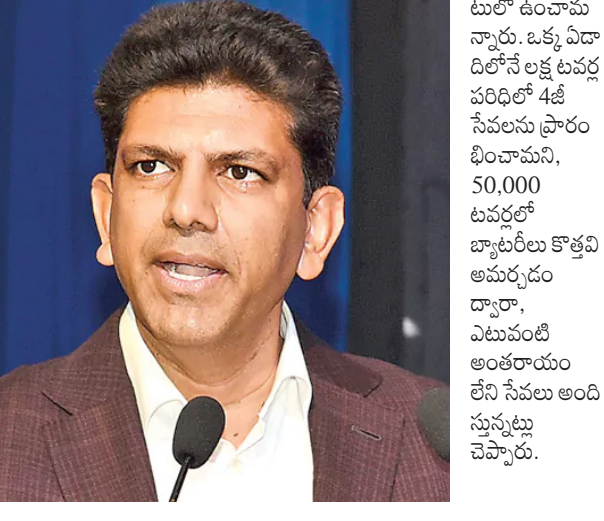 టులో ఉంచామ
న్నారు. ఒక్క ఏడా
దిలోనే లక్ష టవర్ల
పరిధిలో 4జీ
సేవలను ప్రారం
భించామని,
50,000
టవర్లలో
బ్యాటరీలు కొత్తవి
అమర్చడం
ద్వారా,
ఎటువంటి
అంతరాయం
లేని సేవలు అంది
స్తున్నట్లు
చెప్పారు.